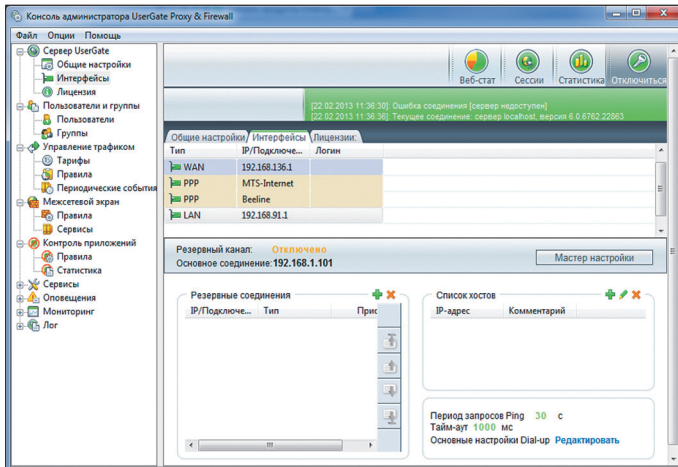 Консоль администратора UserGate Proxy & Firewall
Файл Опции Помощь
Сервер UserGate
Общие настройки
Интерфейсы
Лицензия
Пользователи и группы
Пользователи
Группы
Управление трафиком
Тарифы
Правила
Периодические события
Межсетевой экран
Правила
Сервисы
Контроль приложений
Правила
Статистика
Сервисы
Оповещения
Мониторинг
Лог
Веб-стат Сессии Статистика Отключиться
[22.02.2013 11:36:30]: Ошибка соединения [сервер недоступен]
[22.02.2013 11:36:36]: Текущее соединение: сервер localhost, версия 6.0.6762.22863
Общие настройки Интерфейсы Лицензии:
Тип IP/Подключе... Логин
WAN 192.168.136.1
PPP MTS-Internet
PPP Beeline
LAN 192.168.91.1
Резервный канал: Отключено
Основное соединение: 192.168.1.101
Мастер настройки
Резервные соединения
IP/Подключе... Тип Прис
Список хостов
IP-адрес Комментарий
Период запросов Ping 30 с
Тайм-аут 1000 мс
Основные настройки Dial-up Редактировать